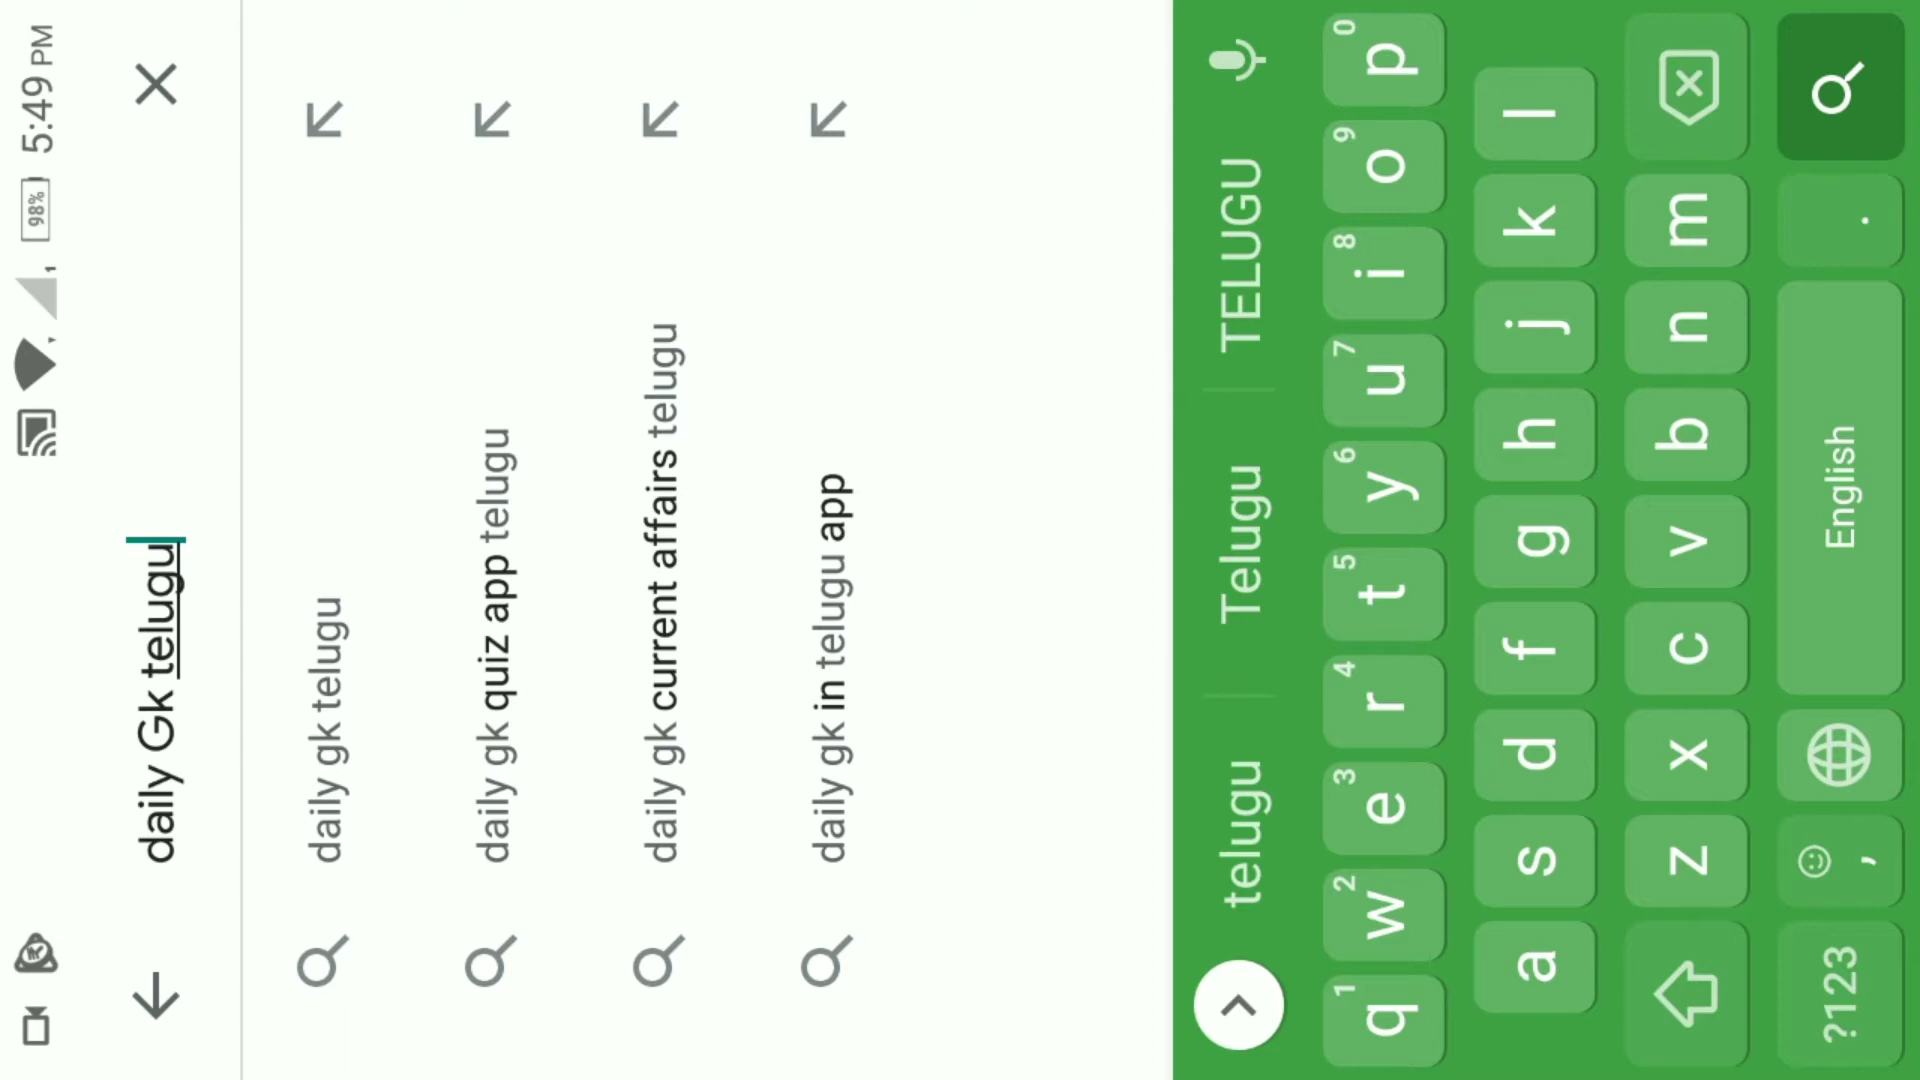 98% 5:49 PM
daily Gk telugu
daily gk telugu
daily gk quiz app telugu
daily gk current affairs telugu
daily gk in telugu app
telugu Telugu TELUGU
q 1 w 2 e 3 r 4 t 5 y 6 u 7 i 8 o 9 p 0
a s d f g h j k l
z x c v b n m
?123 , English .